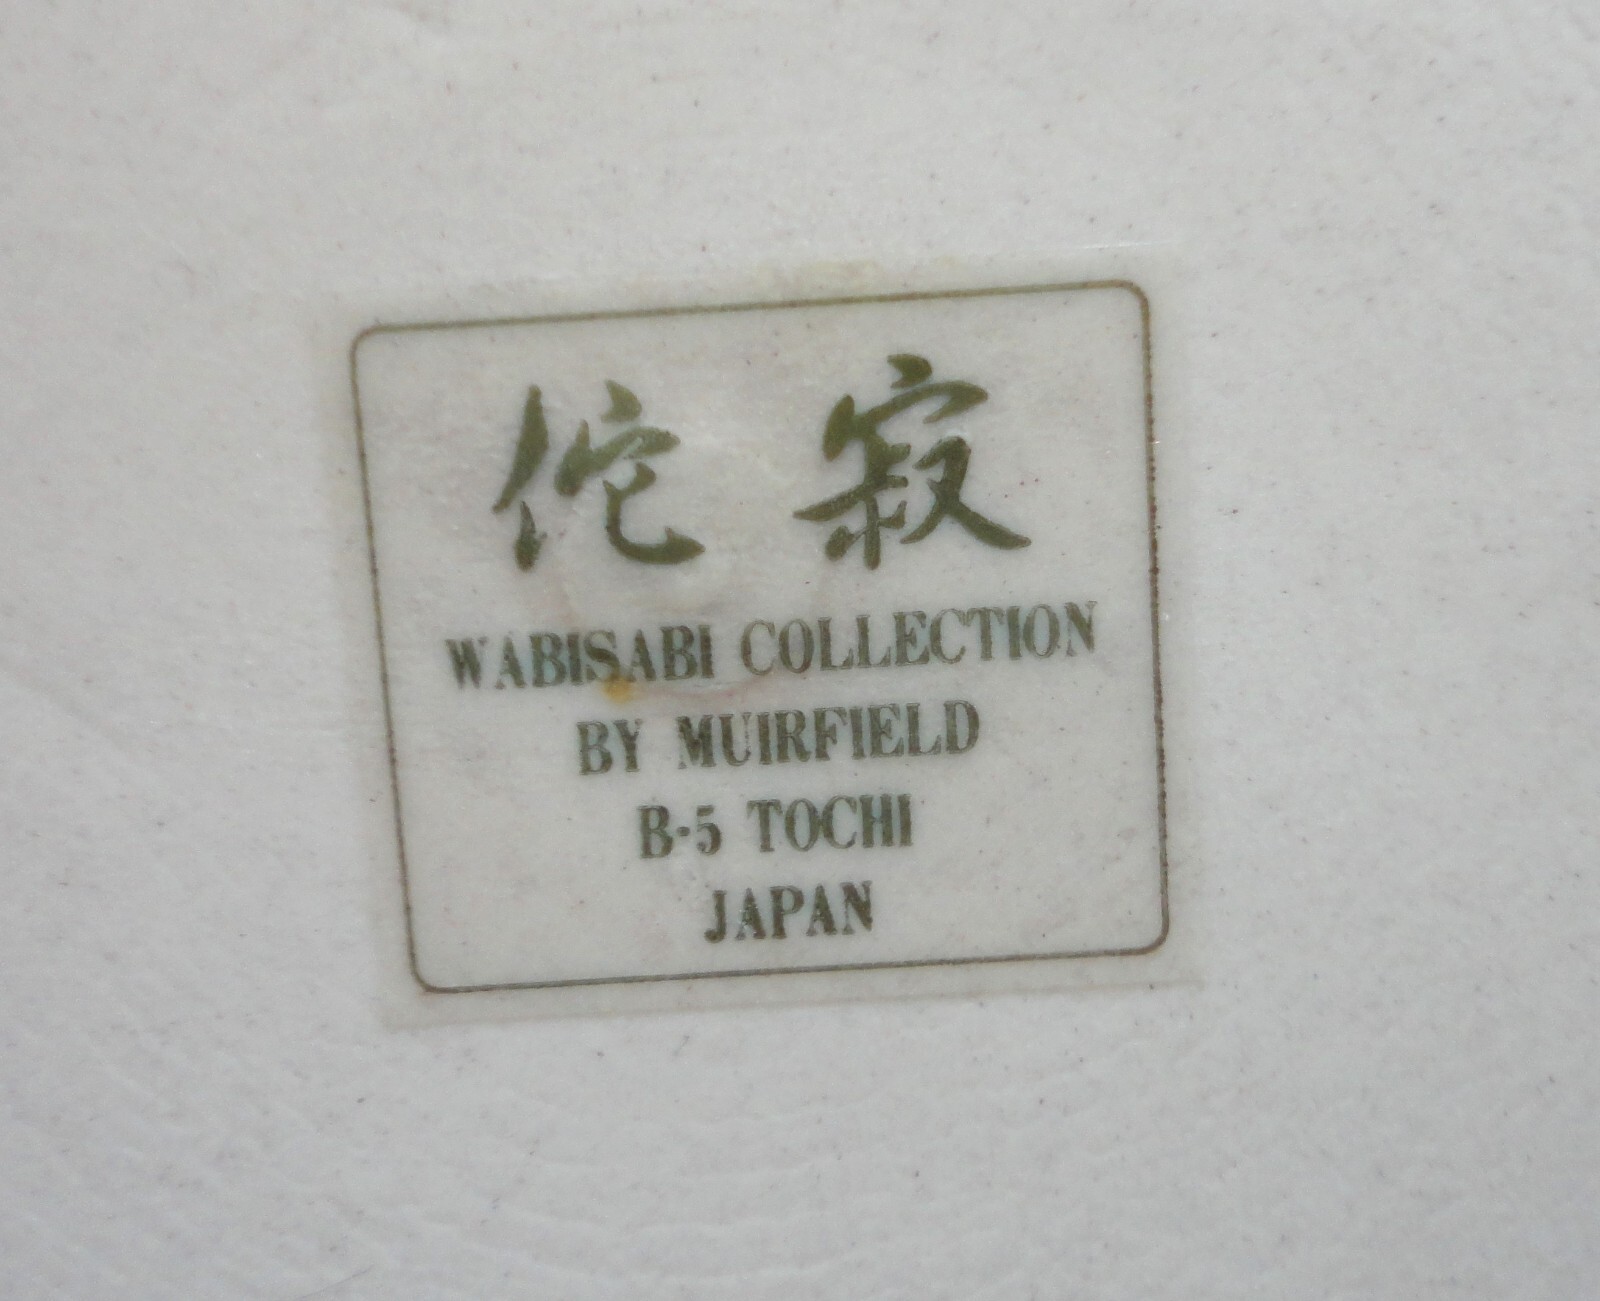 侘寂
WABISABI COLLECTION
BY MUIRFIELD
B-5 TOCHI
JAPAN